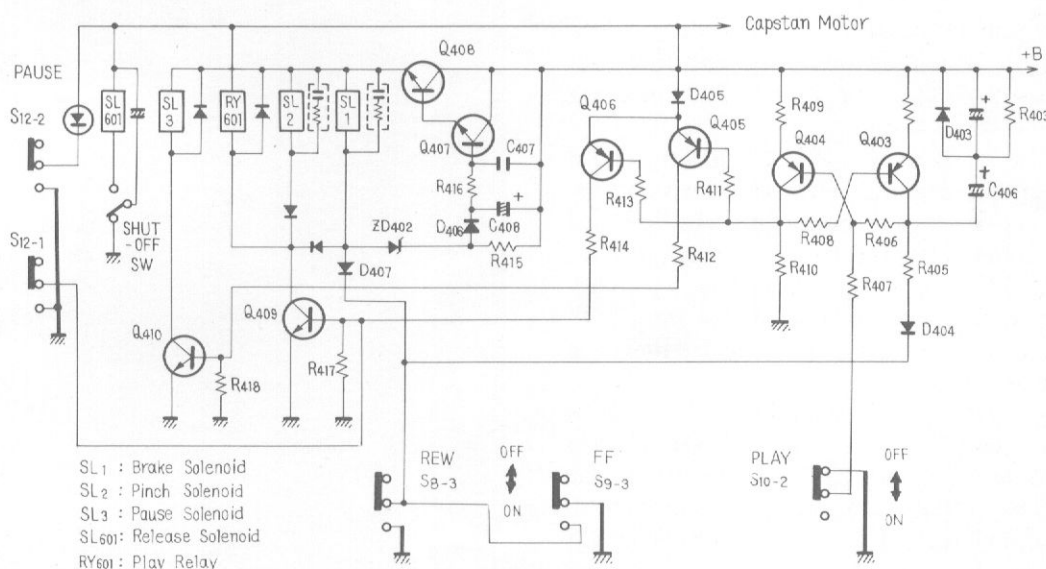 Capstan Motor
+B
PAUSE
S12-2
SL 601
SL 3
RY 601
SL 2
SL 1
Q408
Q407
C407
R416
C408
D406
ZD402
R415
D407
Q406
D405
Q405
R413
R411
R414
R412
R409
Q404
Q403
D403
R403
C406
R408
R406
R410
R407
R405
D404
SHUT
-OFF
SW
S12-1
Q410
R418
Q409
R417
REW
S8-3
OFF
ON
FF
S9-3
PLAY
S10-2
OFF
ON
SL1 : Brake Solenoid
SL2 : Pinch Solenoid
SL3 : Pause Solenoid
SL601: Release Solenoid
RY601: Play Relay
+
+
+